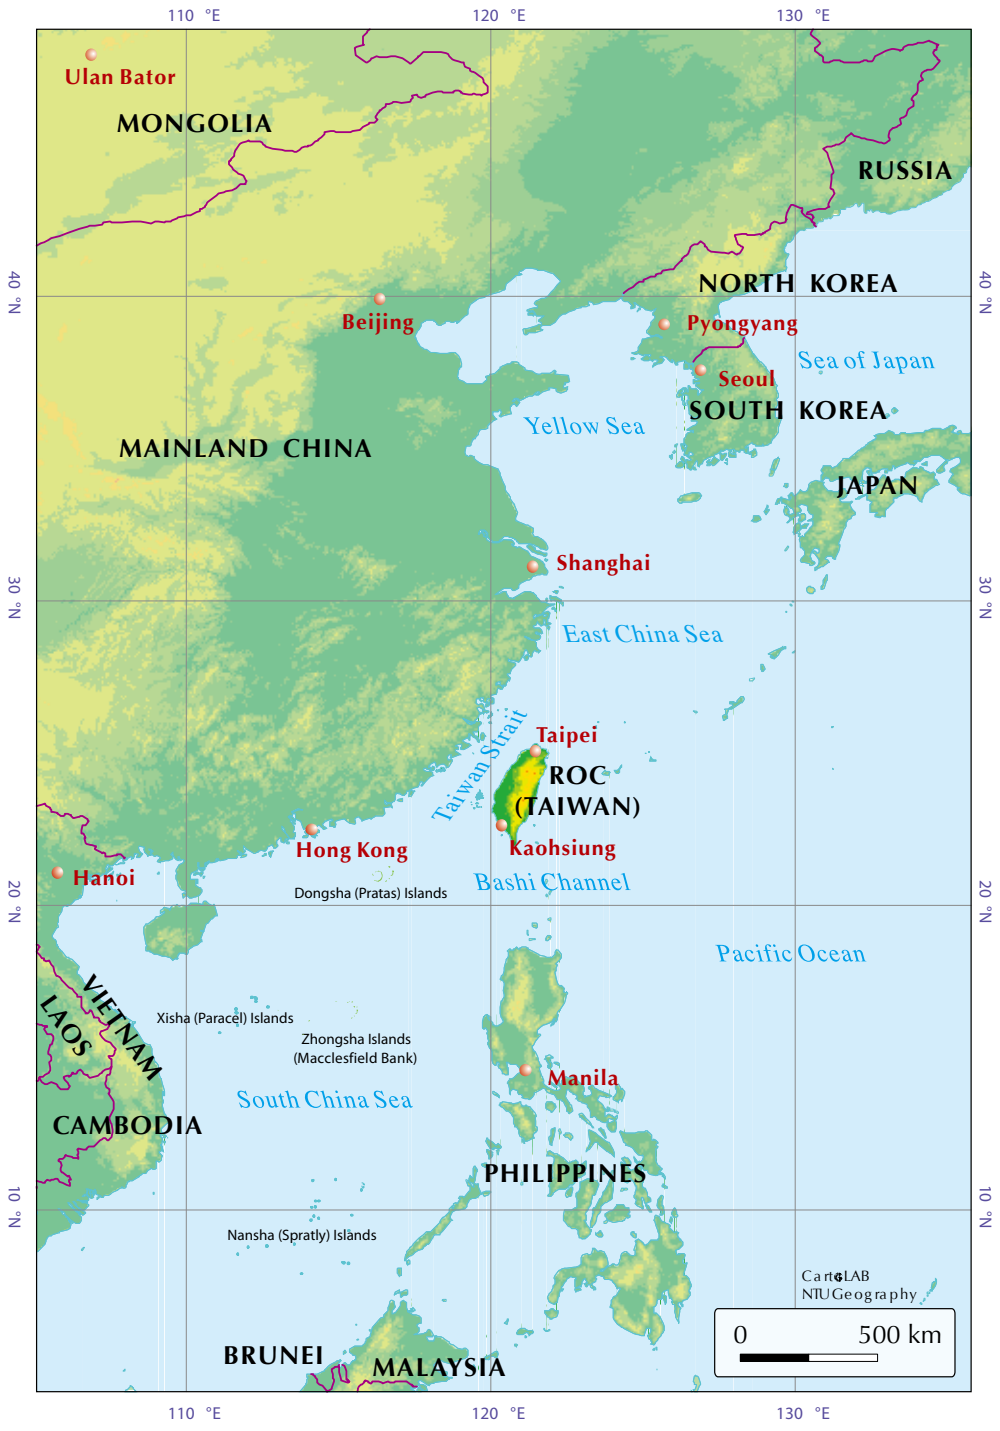 110 °E
120 °E
130 °E
Ulan Bator
MONGOLIA
RUSSIA
40 °N
40 °N
NORTH KOREA
Beijing
Pyongyang
Sea of Japan
Seoul
SOUTH KOREA
Yellow Sea
MAINLAND CHINA
JAPAN
Shanghai
30 °N
30 °N
East China Sea
Taiwan Strait
Taipei
ROC
(TAIWAN)
Kaohsiung
Hong Kong
Hanoi
Bashi Channel
Dongsha (Pratas) Islands
20 °N
20 °N
Pacific Ocean
VIETNAM
LAOS
Xisha (Paracel) Islands
Zhongsha Islands
(Macclesfield Bank)
Manila
South China Sea
CAMBODIA
PHILIPPINES
10 °N
10 °N
Nansha (Spratly) Islands
CartoLAB
NTUGeography
0 500 km
BRUNEI
MALAYSIA
110 °E
120 °E
130 °E